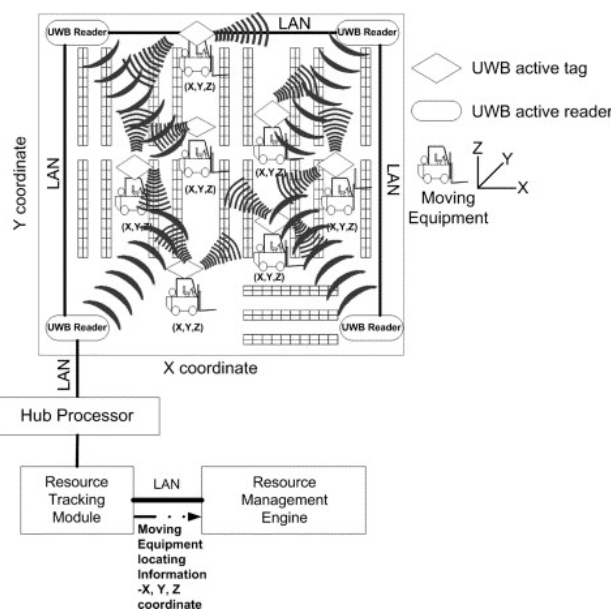 LAN
UWB Reader
UWB Reader
(X,Y,Z)
UWB active tag
UWB active reader
Moving
Equipment
Z
Y
X
(X,Y,Z)
(X,Y,Z)
LAN
LAN
Y coordinate
(X,Y,Z)
(X,Y,Z)
(X,Y,Z)
(X,Y,Z)
UWB Reader
UWB Reader
X coordinate
LAN
Hub Processor
Resource
Tracking
Module
LAN
Resource
Management
Engine
Moving
Equipment
locating
Information
-X, Y, Z
coordinate